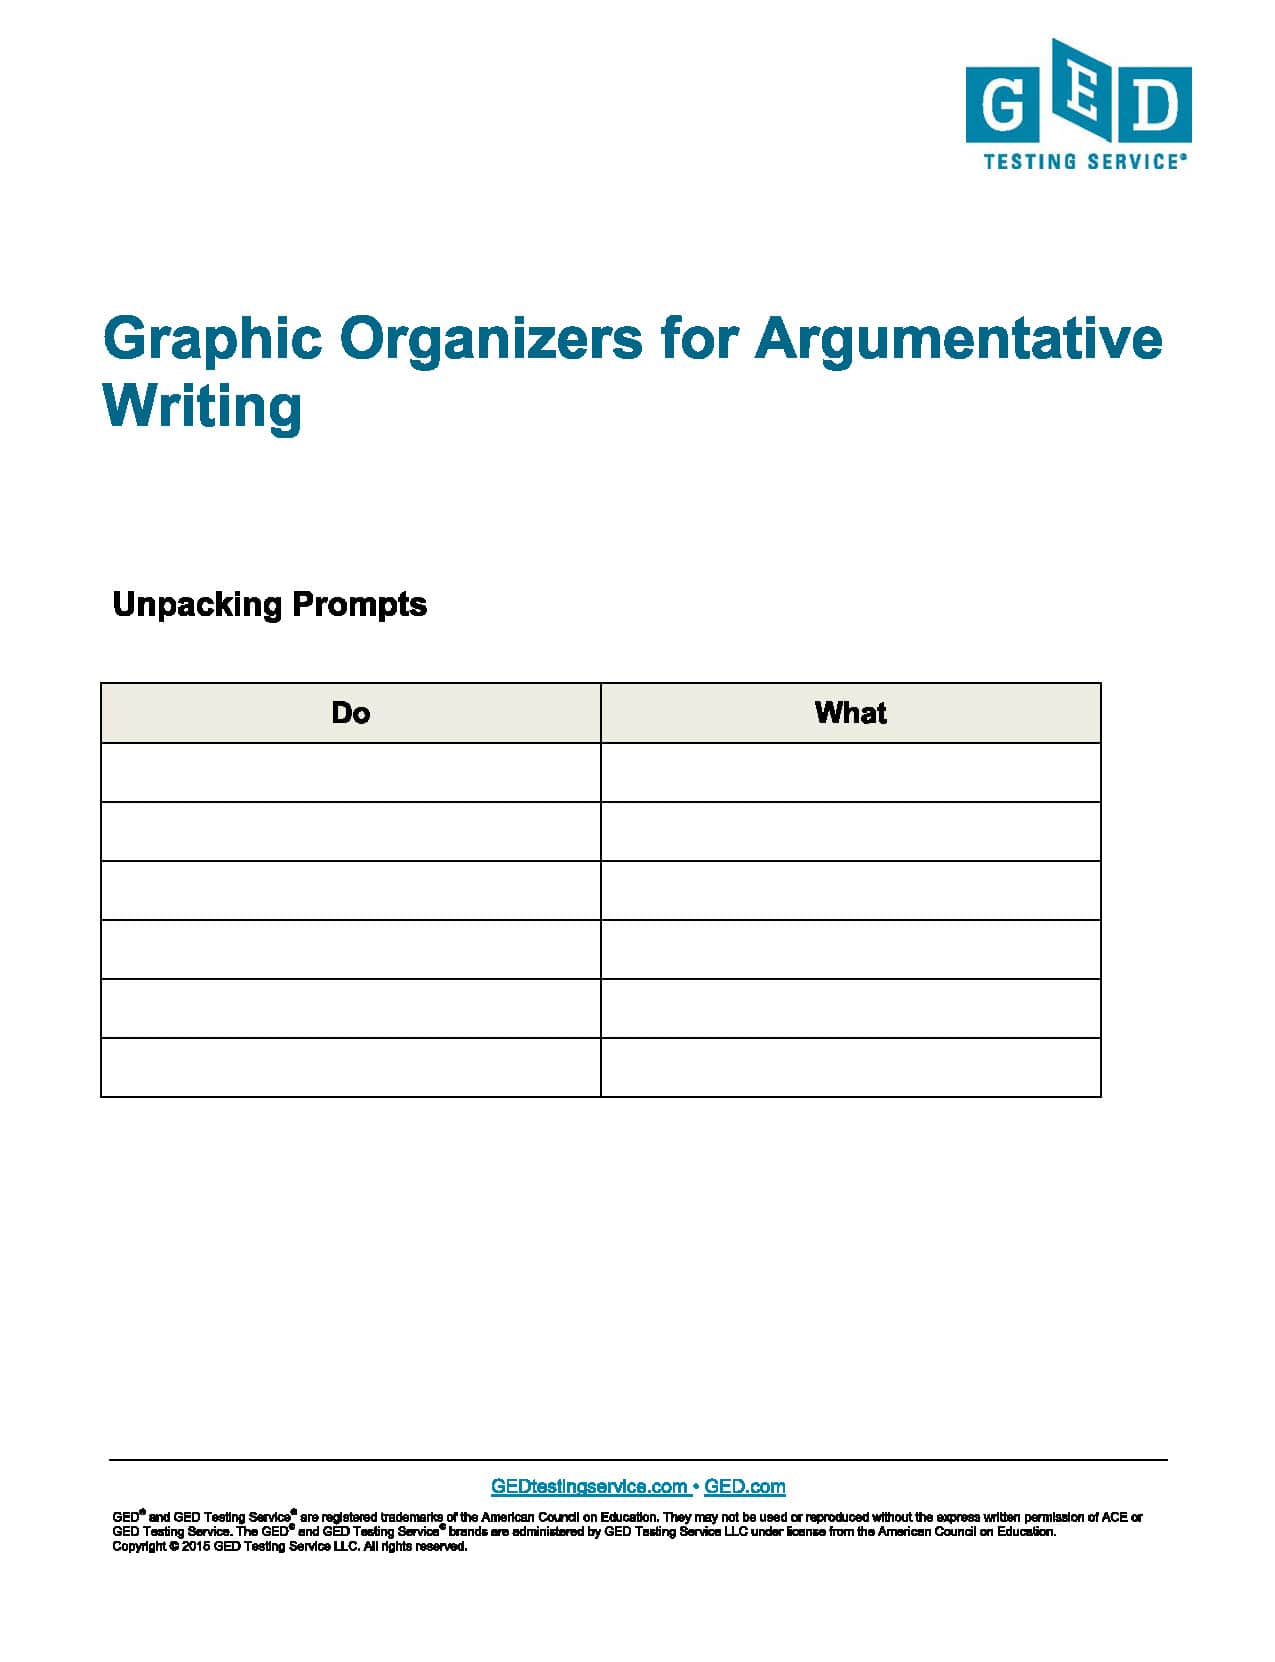 GED
TESTING SERVICE®
Graphic Organizers for Argumentative
Writing
Unpacking Prompts
Do What
GEDtestingservice.com • GED.com
GED® and GED Testing Service® are registered trademarks of the American Council on Education. They may not be used or reproduced without the express written permission of ACE or
GED Testing Service. The GED® and GED Testing Service® brands are administered by GED Testing Service LLC under license from the American Council on Education.
Copyright © 2015 GED Testing Service LLC. All rights reserved.